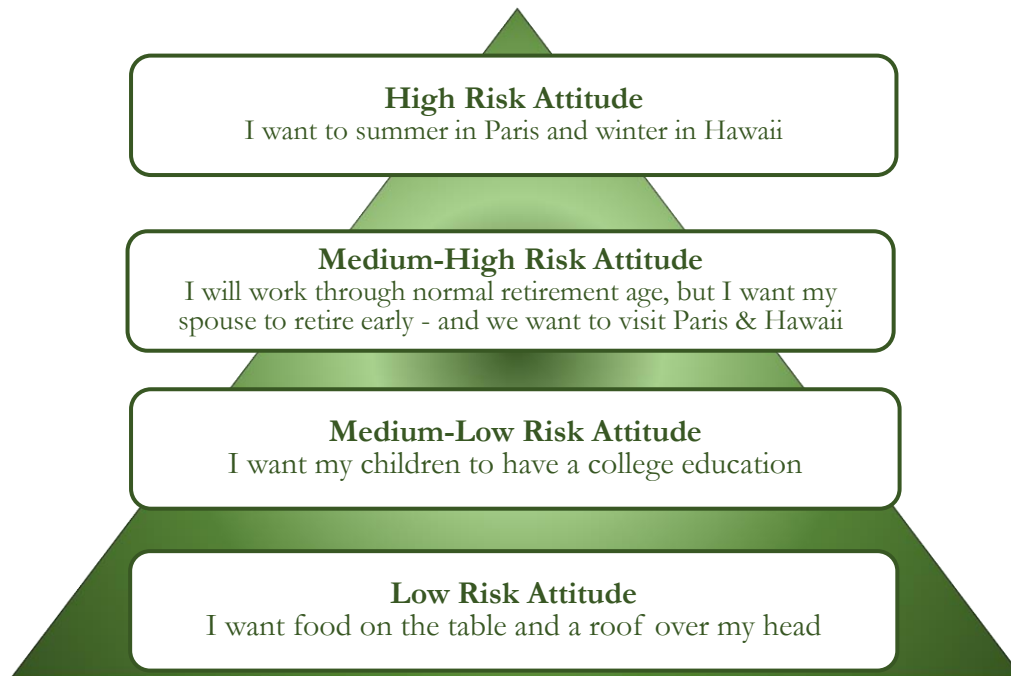 High Risk Attitude
I want to summer in Paris and winter in Hawaii
Medium-High Risk Attitude
I will work through normal retirement age, but I want my
spouse to retire early - and we want to visit Paris & Hawaii
Medium-Low Risk Attitude
I want my children to have a college education
Low Risk Attitude
I want food on the table and a roof over my head